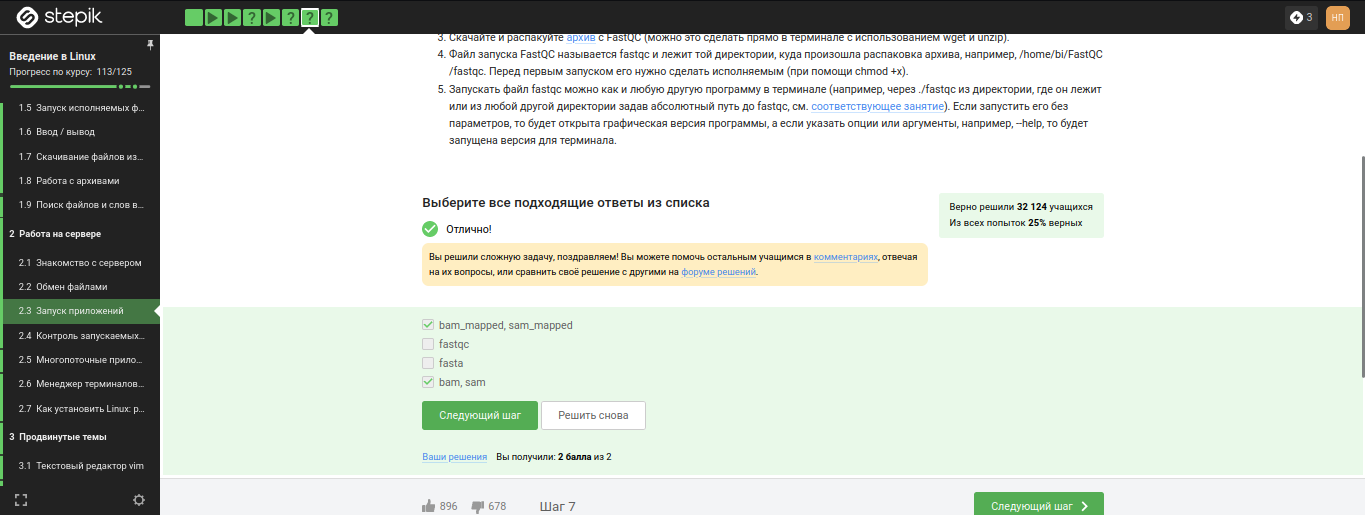 stepik
3
НП
Введение в Linux
Прогресс по курсу: 113/125
1.5 Запуск исполняемых ф...
1.6 Ввод / вывод
1.7 Скачивание файлов из...
1.8 Работа с архивами
1.9 Поиск файлов и слов в...
2 Работа на сервере
2.1 Знакомство с сервером
2.2 Обмен файлами
2.3 Запуск приложений
2.4 Контроль запускаемых...
2.5 Многопоточные прило...
2.6 Менеджер терминалов...
2.7 Как установить Linux: р...
3 Продвинутые темы
3.1 Текстовый редактор vim
3. Скачайте и распакуйте архив с FastQC (можно это сделать прямо в терминале с использованием wget и unzip).
4. Файл запуска FastQC называется fastqc и лежит той директории, куда произошла распаковка архива, например, /home/bi/FastQC
/fastqc. Перед первым запуском его нужно сделать исполняемым (при помощи chmod +x).
5. Запускать файл fastqc можно как и любую другую программу в терминале (например, через ./fastqc из директории, где он лежит
или из любой другой директории задав абсолютный путь до fastqc, см. соответствующее занятие). Если запустить его без
параметров, то будет открыта графическая версия программы, а если указать опции или аргументы, например, --help, то будет
запущена версия для терминала.
Выберите все подходящие ответы из списка
Верно решили 32 124 учащихся
Из всех попыток 25% верных
Отлично!
Вы решили сложную задачу, поздравляем! Вы можете помочь остальным учащимся в комментариях, отвечая
на их вопросы, или сравнить своё решение с другими на форуме решений.
bam_mapped, sam_mapped
fastqc
fasta
bam, sam
Следующий шаг
Решить снова
Ваши решения Вы получили: 2 балла из 2
896 678 Шаг 7
Следующий шаг